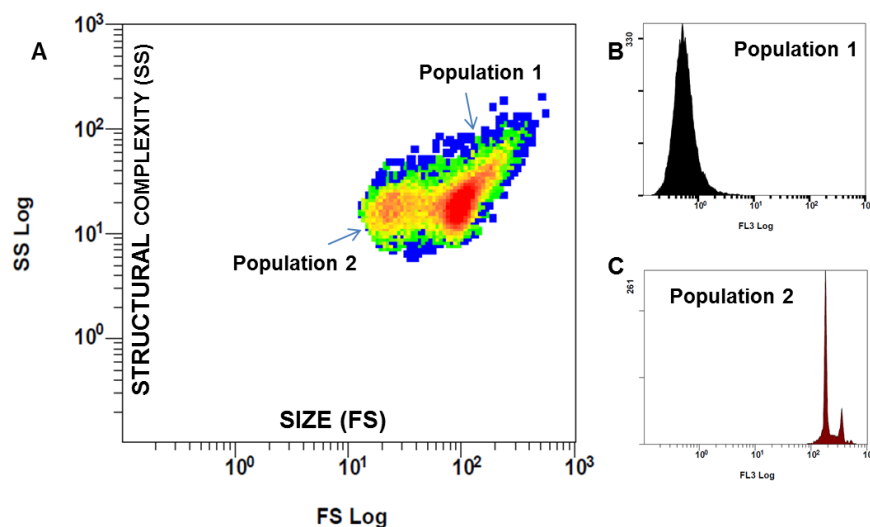 A
10³
10²
10¹
10⁰
SS Log
STRUCTURAL COMPLEXITY (SS)
Population 1
Population 2
SIZE (FS)
10⁰
10¹
10²
10³
FS Log
B
330
Population 1
10⁰
10¹
10²
10³
FL3 Log
C
261
Population 2
10⁰
10¹
10²
10³
FL3 Log